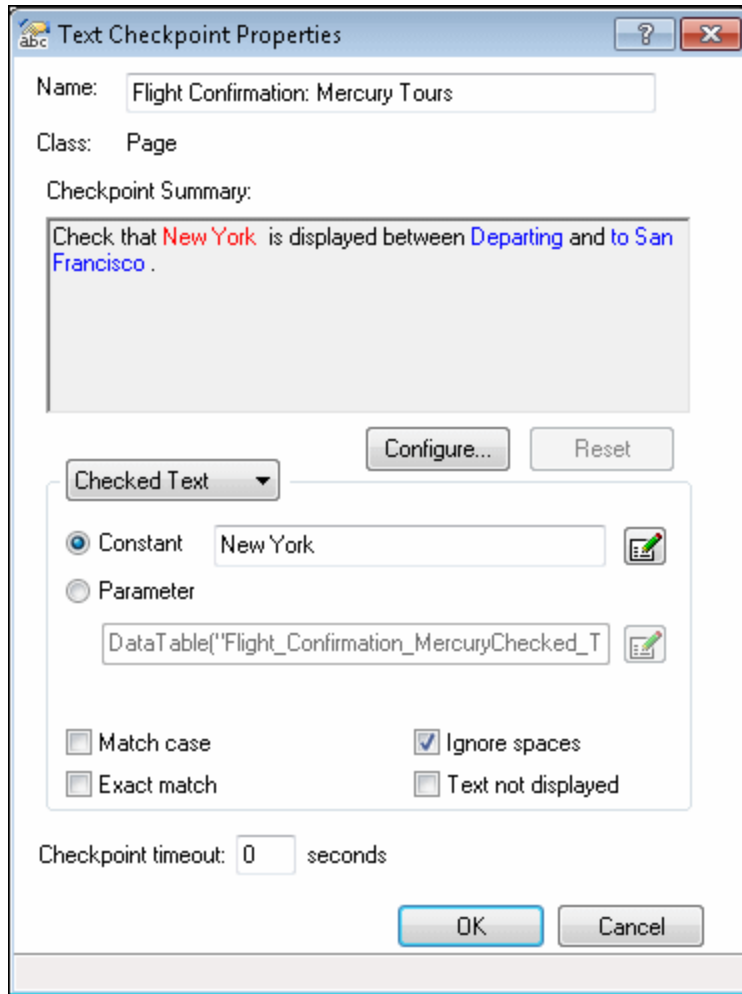 abc Text Checkpoint Properties ?
Name: Flight Confirmation: Mercury Tours
Class: Page
Checkpoint Summary:
Check that New York is displayed between Departing and to San
Francisco .
Configure... Reset
Checked Text
Constant New York
Parameter
DataTable("Flight_Confirmation_MercuryChecked_T
Match case Ignore spaces
Exact match Text not displayed
Checkpoint timeout: 0 seconds
OK Cancel